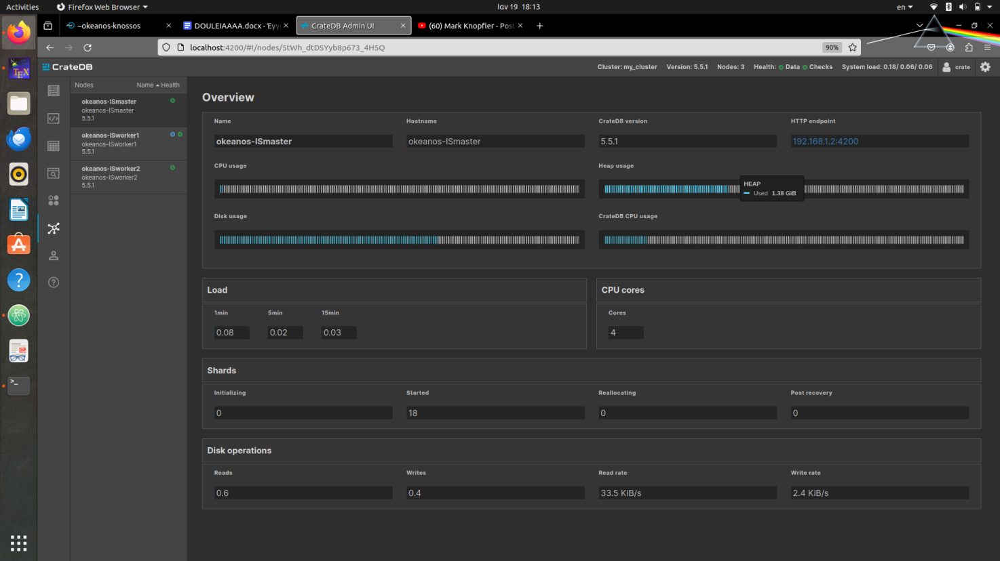 Activities
Firefox Web Browser
Ιαν 19 18:13
en
~okeanos-knossos
DOULEIAAAA.docx - Έγγ
CrateDB Admin UI
(60) Mark Knopfler - Post
localhost:4200/#!/nodes/5tWh_dtDSYyb8p673_4H5Q
90%
CrateDB
Cluster: my_cluster
Version: 5.5.1
Nodes: 3
Health: Data Checks
System load: 0.18/ 0.06/ 0.06
crate
Nodes
Name
Health
okeanos-ISmaster
okeanos-ISmaster
5.5.1
okeanos-ISworker1
okeanos-ISworker1
5.5.1
okeanos-ISworker2
okeanos-ISworker2
5.5.1
Overview
Name
Hostname
CrateDB version
HTTP endpoint
okeanos-ISmaster
okeanos-ISmaster
5.5.1
192.168.1.2:4200
CPU usage
Heap usage
HEAP
Used 1.38 GiB
Disk usage
CrateDB CPU usage
Load
CPU cores
1min
5min
15min
Cores
0.08
0.02
0.03
4
Shards
Initializing
Started
Reallocating
Post recovery
0
18
0
0
Disk operations
Reads
Writes
Read rate
Write rate
0.6
0.4
33.5 KiB/s
2.4 KiB/s
TEX